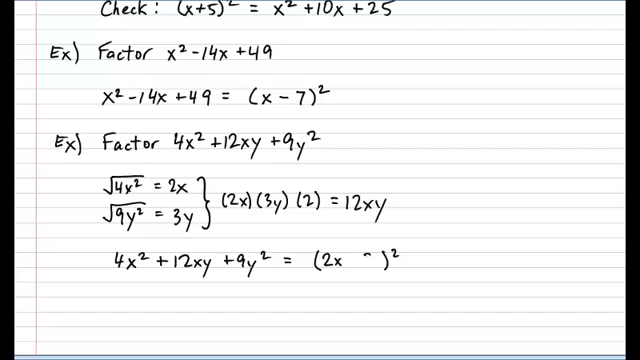 Check: (x+5)² = x² +10x +25
Ex) Factor x² -14x +49
x² -14x +49 = (x - 7)²
Ex) Factor 4x² +12xy +9y²
√4x² = 2x
√9y² = 3y } (2x)(3y)(2) = 12xy
4x² + 12xy + 9y² = (2x )²